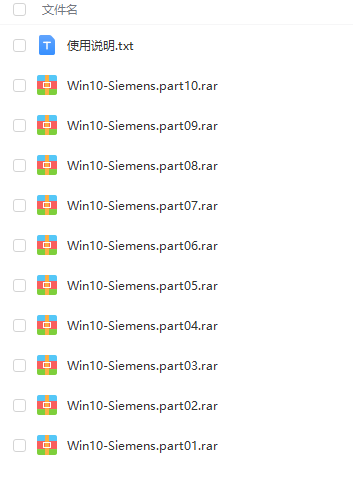 文件名
使用说明.txt
Win10-Siemens.part10.rar
Win10-Siemens.part09.rar
Win10-Siemens.part08.rar
Win10-Siemens.part07.rar
Win10-Siemens.part06.rar
Win10-Siemens.part05.rar
Win10-Siemens.part04.rar
Win10-Siemens.part03.rar
Win10-Siemens.part02.rar
Win10-Siemens.part01.rar